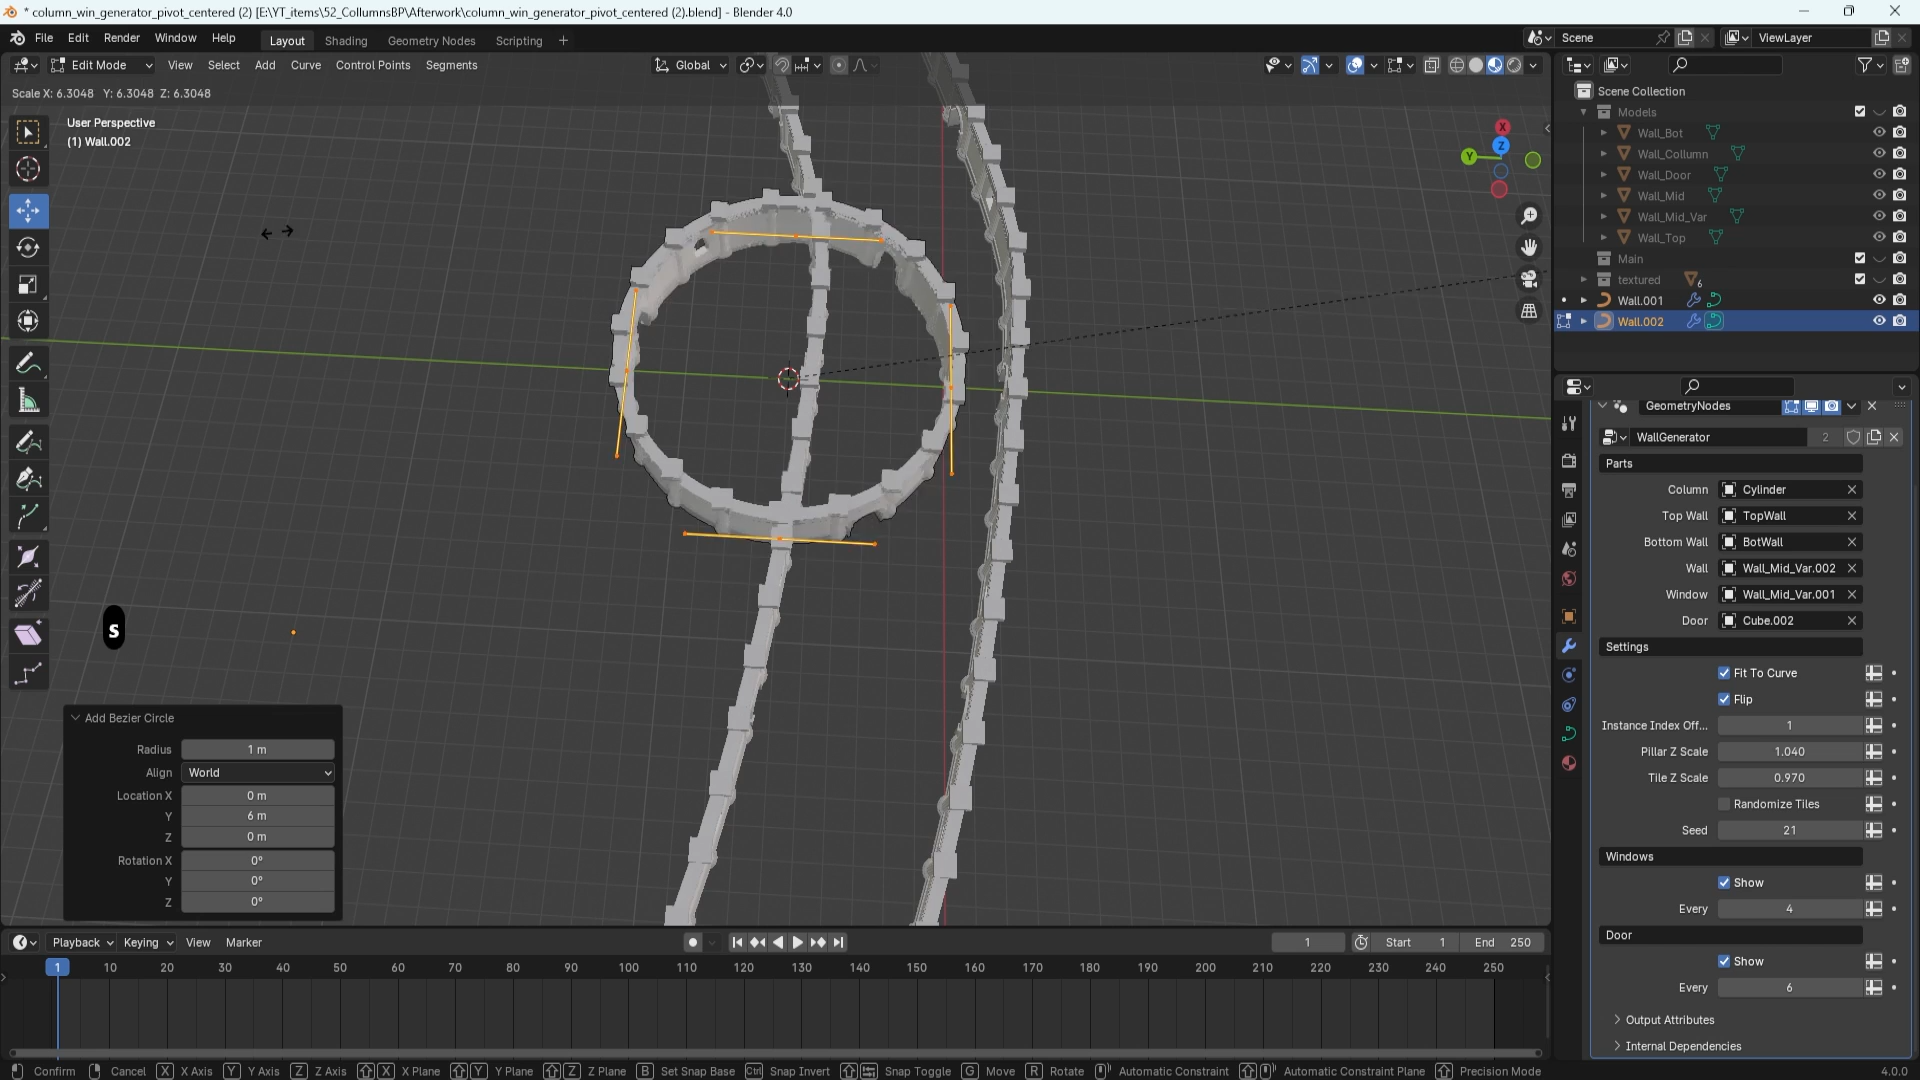 * column_win_generator_pivot_centered (2) [E:\YT_items\52_CollumnsBP\Afterwork\column_win_generator_pivot_centered (2).blend] - Blender 4.0
File Edit Render Window Help Layout Shading Geometry Nodes Scripting + Scene ViewLayer
Edit Mode View Select Add Curve Control Points Segments Global
Scale X: 6.3048 Y: 6.3048 Z: 6.3048
User Perspective
(1) Wall.002
X
Y
Z
S
Add Bezier Circle
Radius 1 m
Align World
Location X 0 m
Y 6 m
Z 0 m
Rotation X 0°
Y 0°
Z 0°
Scene Collection
Models
Wall_Bot
Wall_Collumn
Wall_Door
Wall_Mid
Wall_Mid_Var
Wall_Top
Main
textured 6
Wall.001
Wall.002
GeometryNodes
WallGenerator 2
Parts
Column Cylinder
Top Wall TopWall
Bottom Wall BotWall
Wall Wall_Mid_Var.002
Window Wall_Mid_Var.001
Door Cube.002
Settings
Fit To Curve
Flip
Instance Index Off... 1
Pillar Z Scale 1.040
Tile Z Scale 0.970
Randomize Tiles
Seed 21
Windows
Show
Every 4
Door
Show
Every 6
Output Attributes
Internal Dependencies
Playback Keying View Marker 1 Start 1 End 250
1 10 20 30 40 50 60 70 80 90 100 110 120 130 140 150 160 170 180 190 200 210 220 230 240 250
Confirm Cancel X X Axis Y Y Axis Z Z Axis X X Plane Y Y Plane Z Z Plane B Set Snap Base Ctrl Snap Invert Snap Toggle G Move R Rotate Automatic Constraint Automatic Constraint Plane Precision Mode 4.0.0